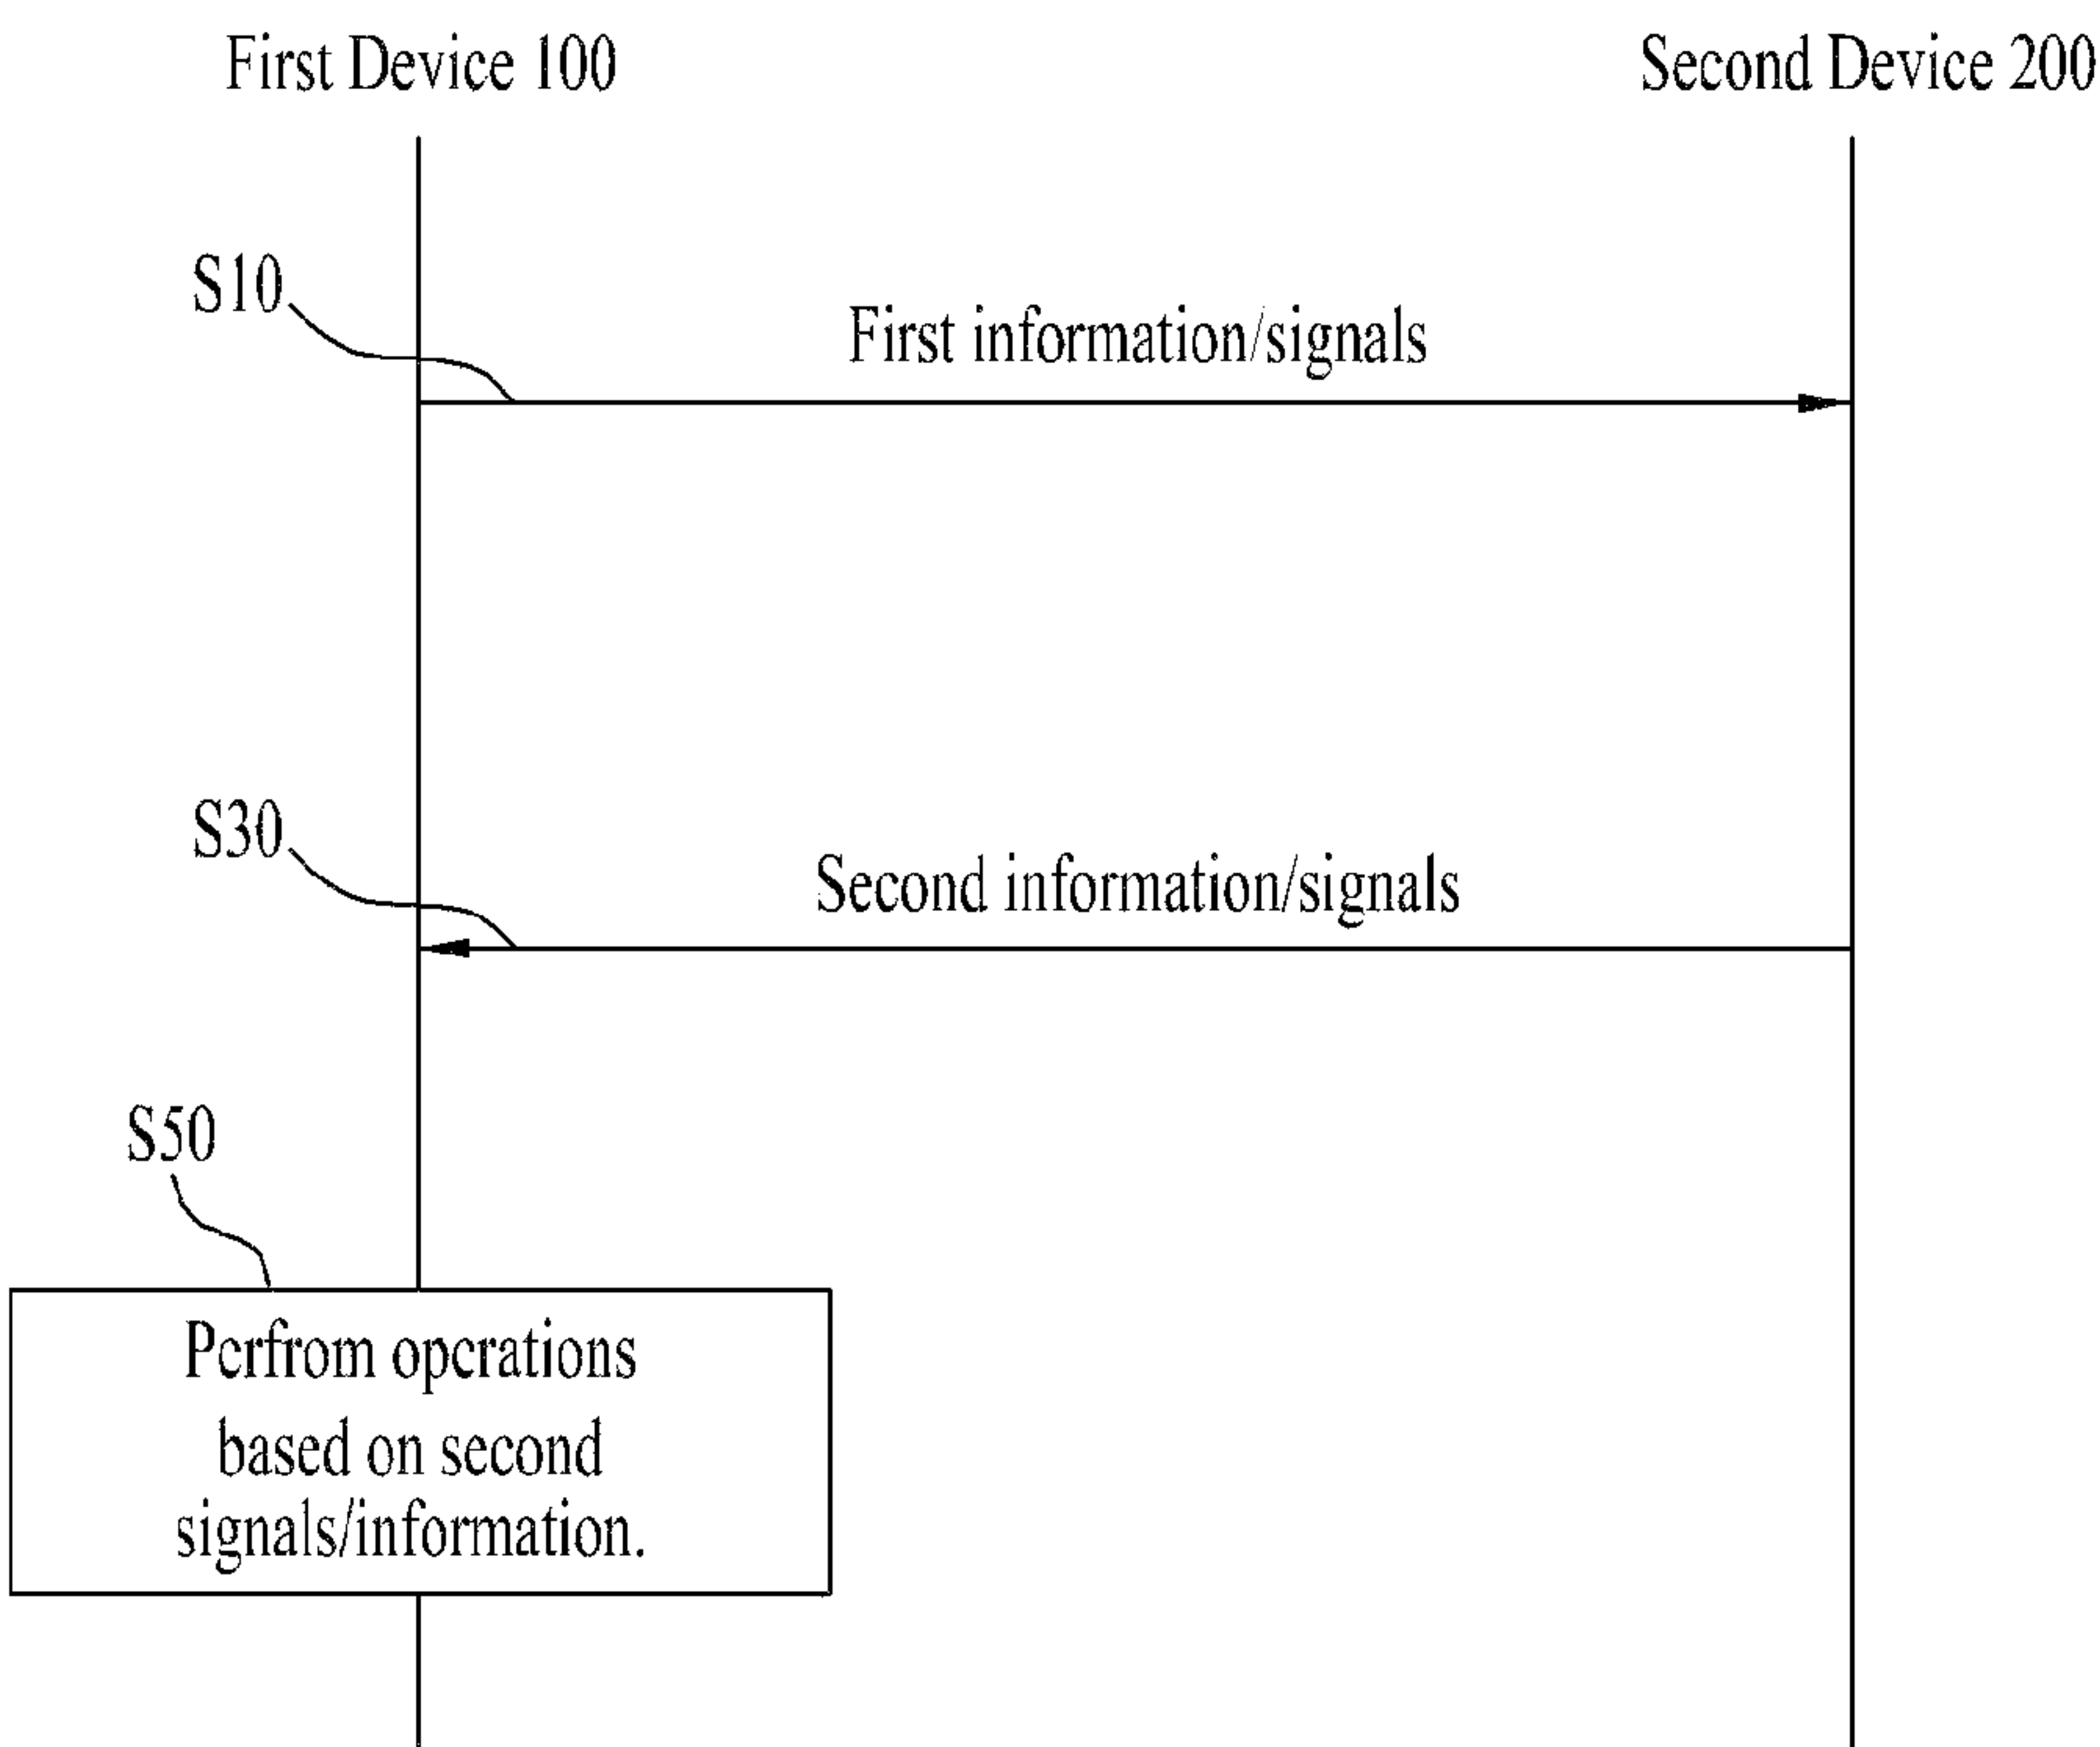 First Device 100
Second Device 200
S10
First information/signals
S30
Second information/signals
S50
Perfrom operations
based on second
signals/information.